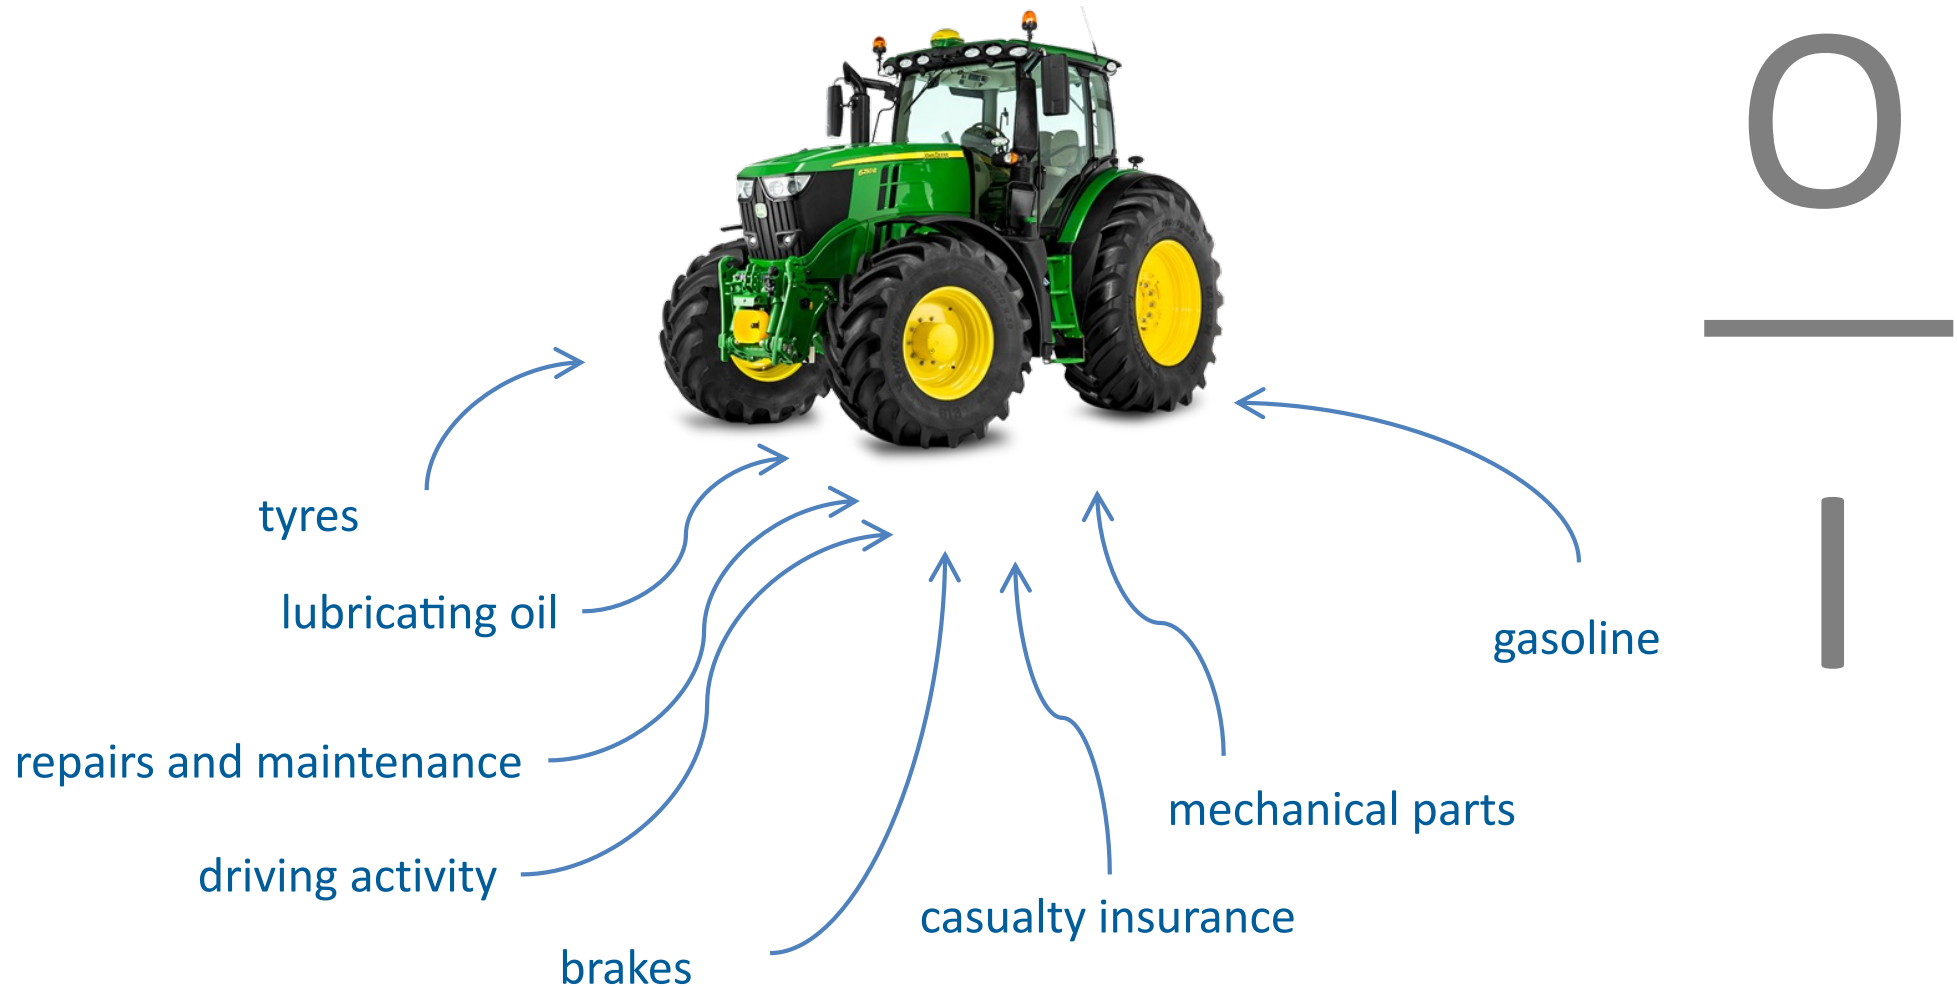 O
I
tyres
lubricating oil
repairs and maintenance
driving activity
brakes
casualty insurance
mechanical parts
gasoline